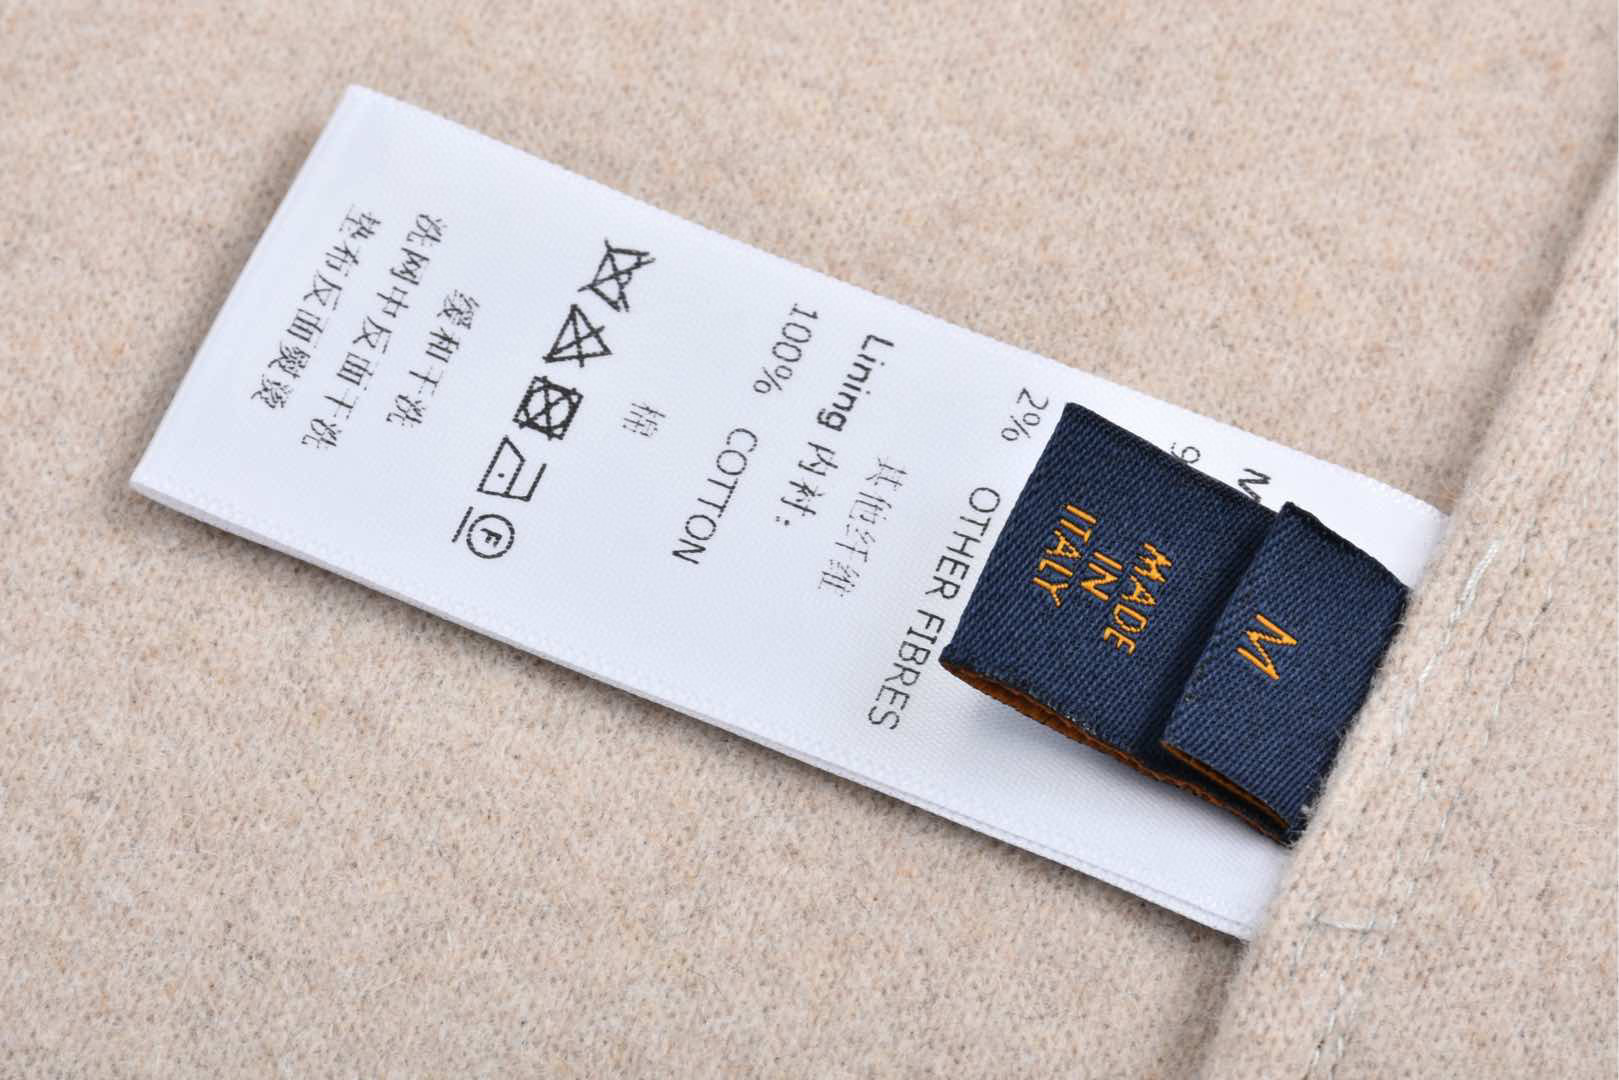 M
MADE
IN
ITALY
2% OTHER FIBRES
其他纤维
Lining 内衬:
100% COTTON
棉
F
缓和干洗
洗网中反面干洗
垫布反面熨烫